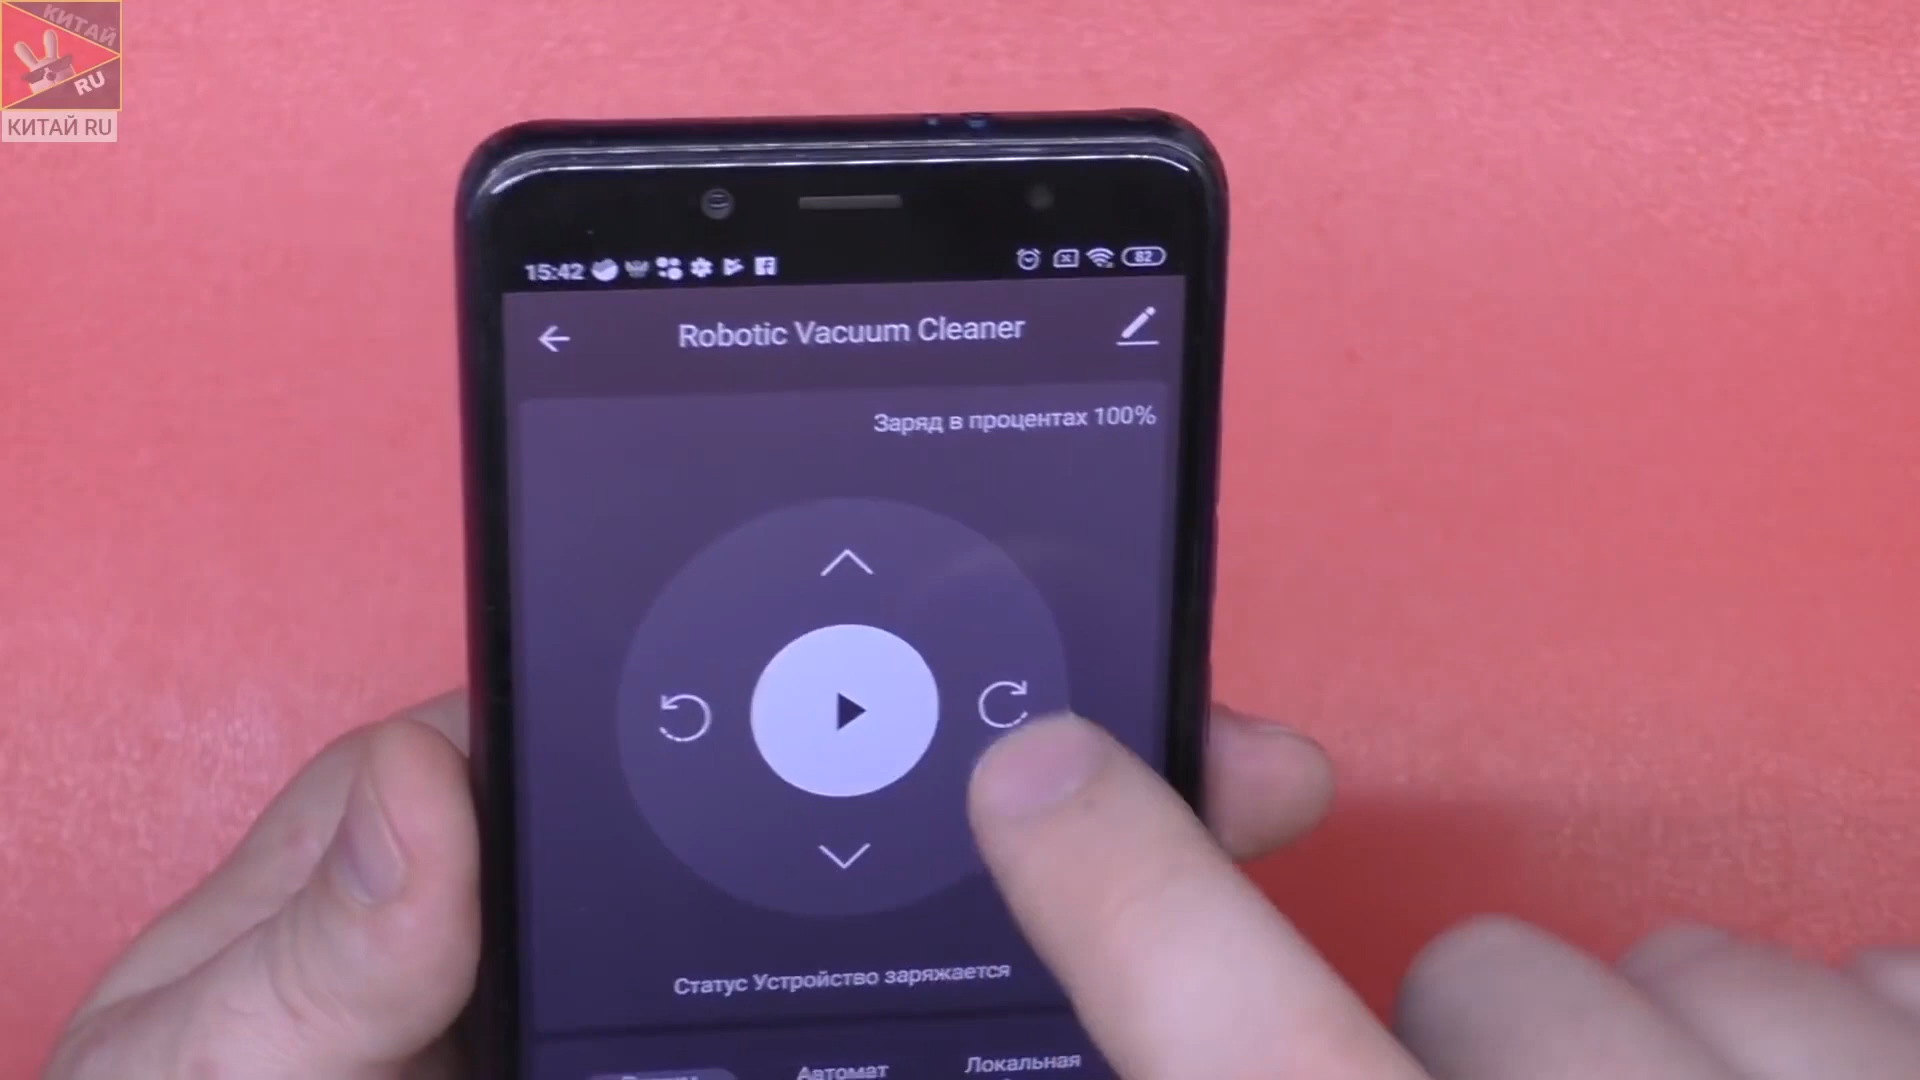 КИТАЙ
RU
КИТАЙ RU
15:42
82
Robotic Vacuum Cleaner
Заряд в процентах 100%
Статус Устройство заряжается
Автомат
Локальная